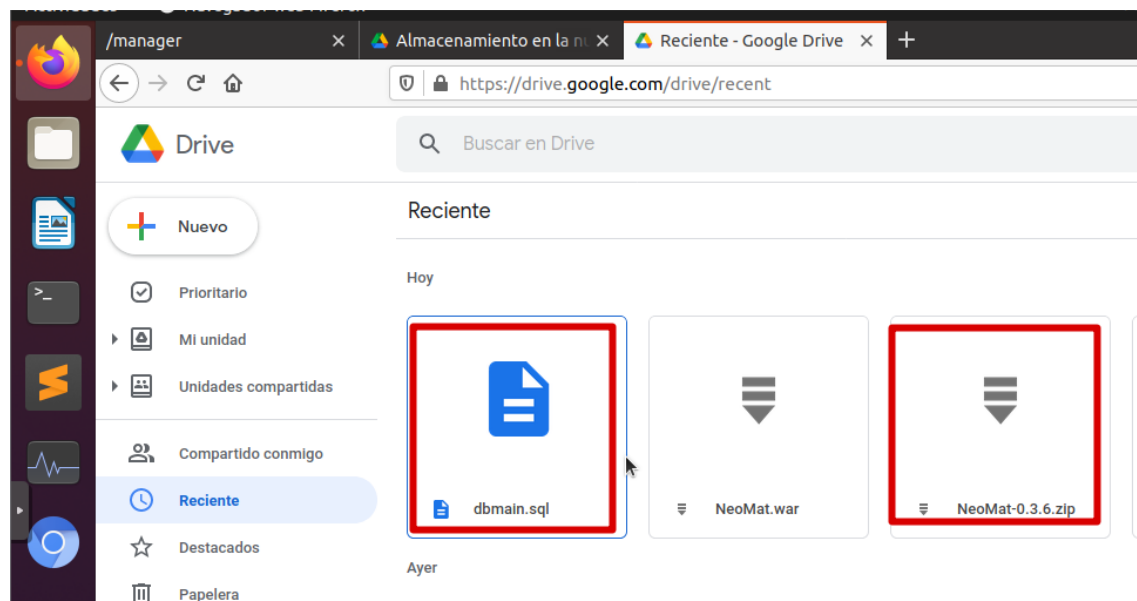 /manager
Almacenamiento en la nu
Reciente - Google Drive
https://drive.google.com/drive/recent
Drive
Buscar en Drive
Nuevo
Reciente
Hoy
Prioritario
Mi unidad
Unidades compartidas
Compartido conmigo
Reciente
Destacados
Papelera
dbmain.sql
NeoMat.war
NeoMat-0.3.6.zip
Ayer